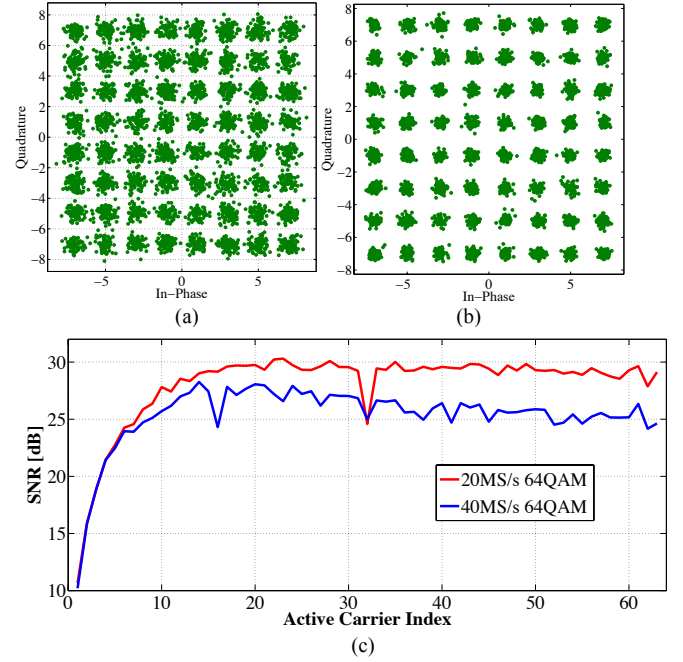 8
6
4
2
0
−2
−4
−6
−8
Quadrature
−5 0 5
In−Phase
(a)
8
6
4
2
0
−2
−4
−6
−8
Quadrature
−5 0 5
In−Phase
(b)
30
25
20
15
10
SNR [dB]
20MS/s 64QAM
40MS/s 64QAM
0 10 20 30 40 50 60
Active Carrier Index
(c)